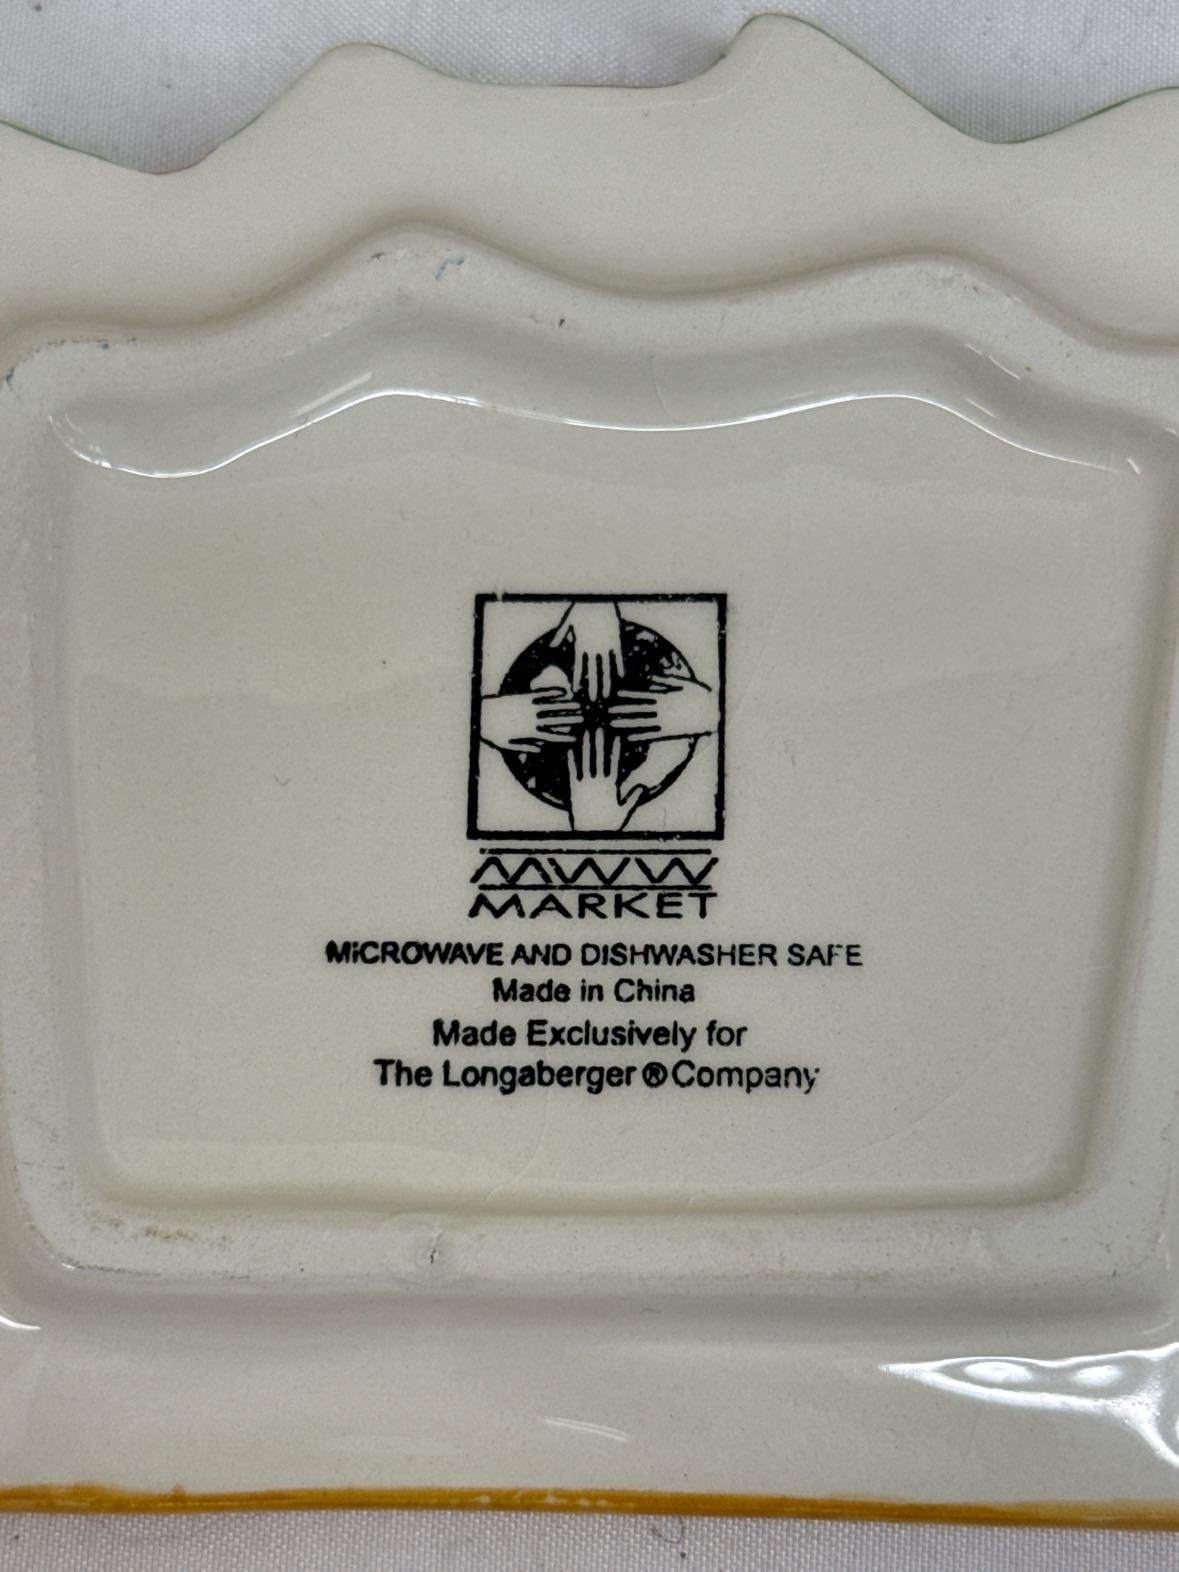 MWW
MARKET
MICROWAVE AND DISHWASHER SAFE
Made in China
Made Exclusively for
The Longaberger®Company